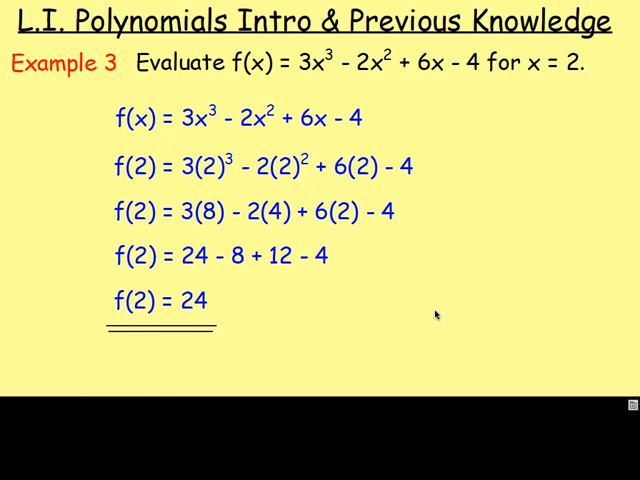 L.I. Polynomials Intro & Previous Knowledge
Example 3 Evaluate f(x) = 3x³ - 2x² + 6x - 4 for x = 2.
f(x) = 3x³ - 2x² + 6x - 4
f(2) = 3(2)³ - 2(2)² + 6(2) - 4
f(2) = 3(8) - 2(4) + 6(2) - 4
f(2) = 24 - 8 + 12 - 4
f(2) = 24